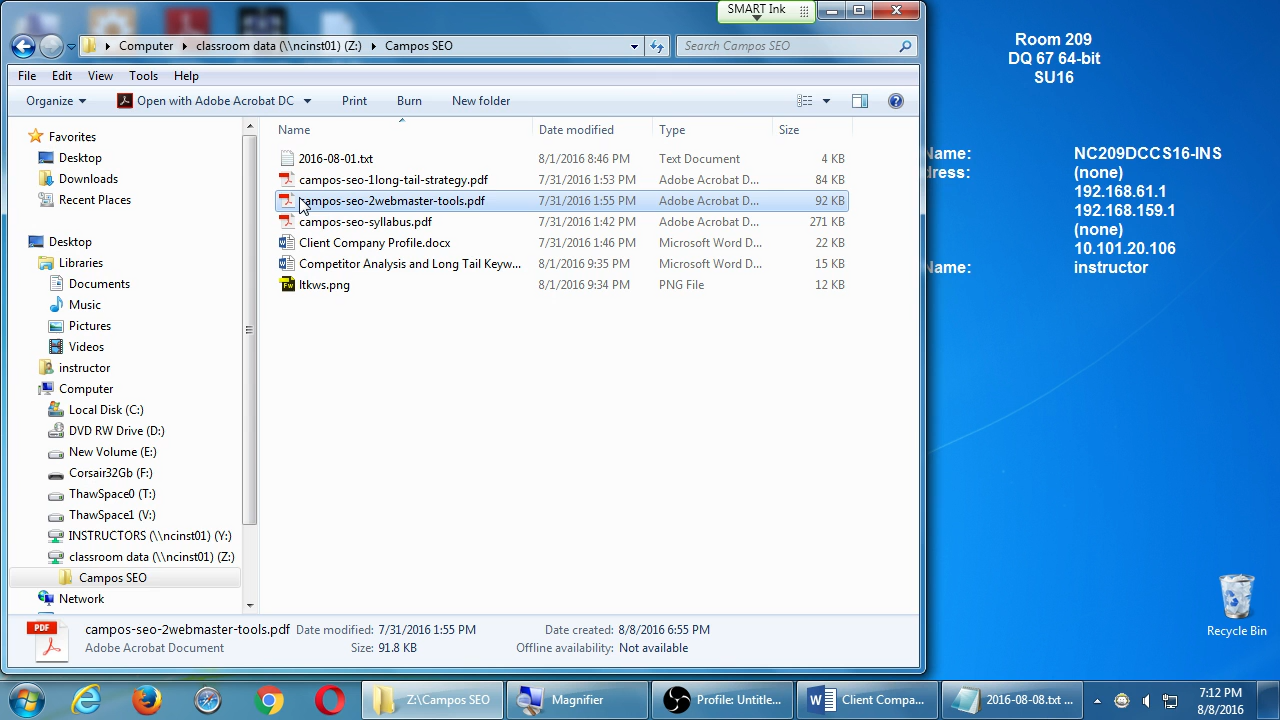 SMART Ink
Computer classroom data (\\ncinst01) (Z:) Campos SEO
Search Campos SEO
File Edit View Tools Help
Organize Open with Adobe Acrobat DC Print Burn New folder
Name Date modified Type Size
2016-08-01.txt 8/1/2016 8:46 PM Text Document 4 KB
campos-seo-1long-tail-strategy.pdf 7/31/2016 1:53 PM Adobe Acrobat D... 84 KB
campos-seo-2webmaster-tools.pdf 7/31/2016 1:55 PM Adobe Acrobat D... 92 KB
campos-seo-syllabus.pdf 7/31/2016 1:42 PM Adobe Acrobat D... 271 KB
Client Company Profile.docx 7/31/2016 1:46 PM Microsoft Word D... 22 KB
Competitor Analysis and Long Tail Keyw... 8/1/2016 9:35 PM Microsoft Word D... 15 KB
ltkws.png 8/1/2016 9:34 PM PNG File 12 KB
Favorites
Desktop
Downloads
Recent Places
Desktop
Libraries
Documents
Music
Pictures
Videos
instructor
Computer
Local Disk (C:)
DVD RW Drive (D:)
New Volume (E:)
Corsair32Gb (F:)
ThawSpace0 (T:)
ThawSpace1 (V:)
INSTRUCTORS (\\ncinst01) (Y:)
classroom data (\\ncinst01) (Z:)
Campos SEO
Network
PDF
campos-seo-2webmaster-tools.pdf Date modified: 7/31/2016 1:55 PM Date created: 8/8/2016 6:55 PM
Adobe Acrobat Document Size: 91.8 KB Offline availability: Not available
Room 209
DQ 67 64-bit
SU16
Name: NC209DCCS16-INS
dress: (none)
192.168.61.1
192.168.159.1
(none)
10.101.20.106
Name: instructor
Recycle Bin
Z:\Campos SEO Magnifier Profile: Untitle... Client Compa... 2016-08-08.txt ...
7:12 PM
8/8/2016